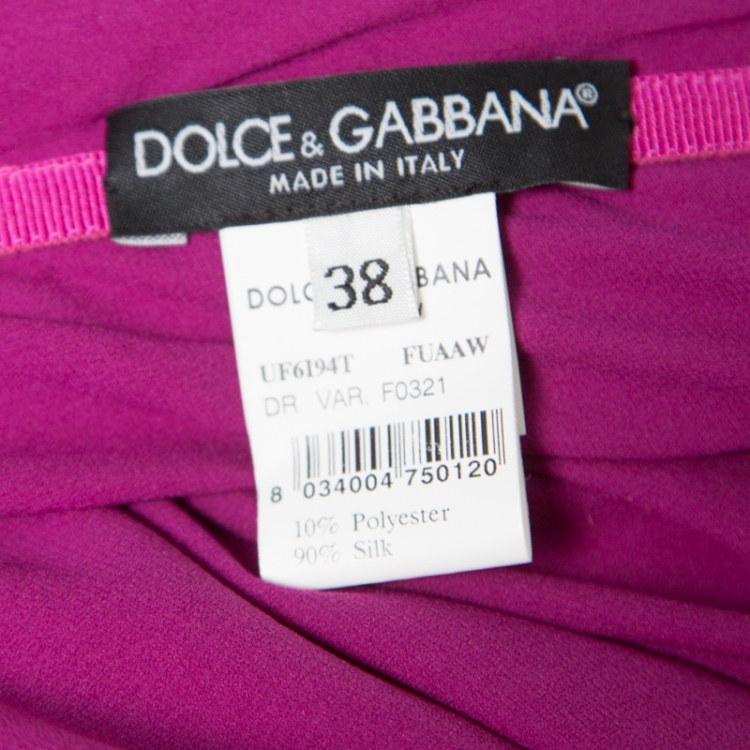 DOLCE & GABBANA®
MADE IN ITALY
38
DOLC BANA
UF6I94T FUAAW
DR VAR. F0321
8 034004 750120
10% Polyester
90% Silk